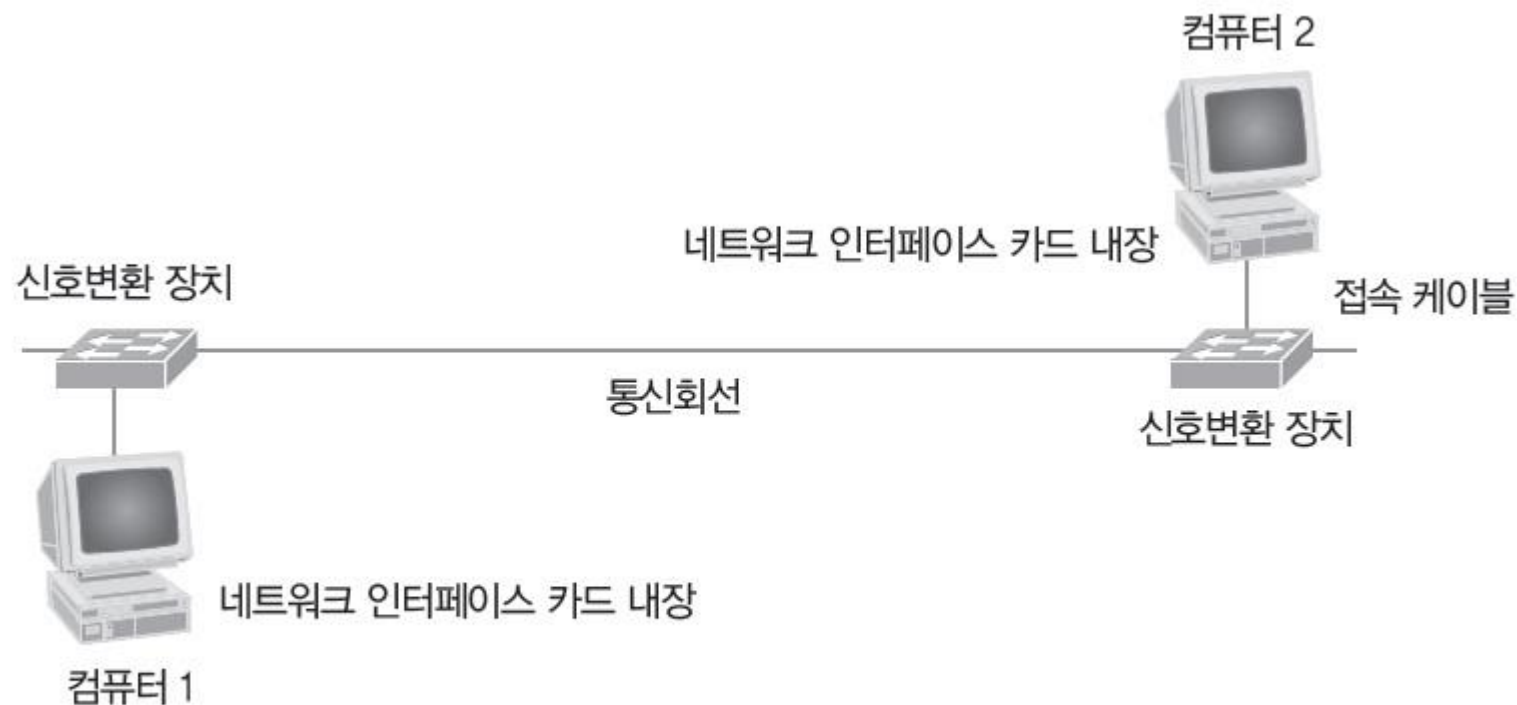 컴퓨터 2
네트워크 인터페이스 카드 내장
신호변환 장치
접속 케이블
통신회선
신호변환 장치
네트워크 인터페이스 카드 내장
컴퓨터 1